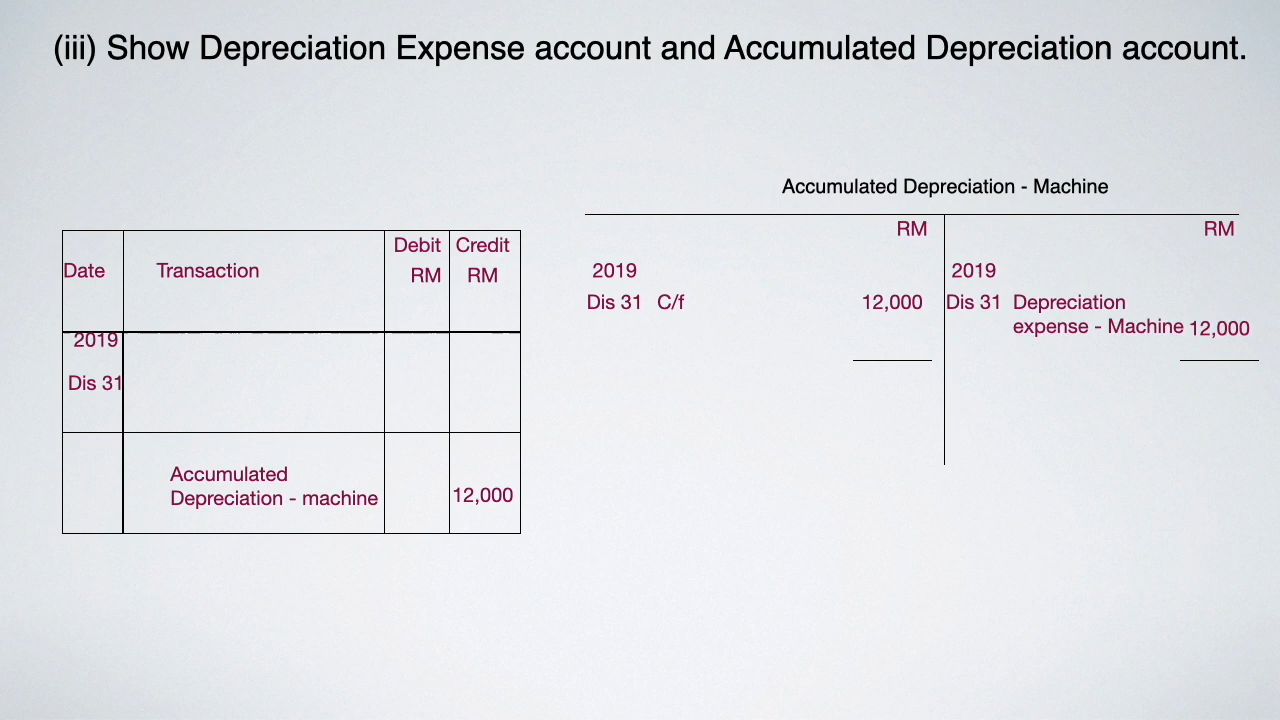 (iii) Show Depreciation Expense account and Accumulated Depreciation account.
Date Transaction Debit RM Credit RM
2019
Dis 31
Accumulated
Depreciation - machine 12,000
Accumulated Depreciation - Machine
RM RM
2019 2019
Dis 31 C/f 12,000 Dis 31 Depreciation
expense - Machine 12,000